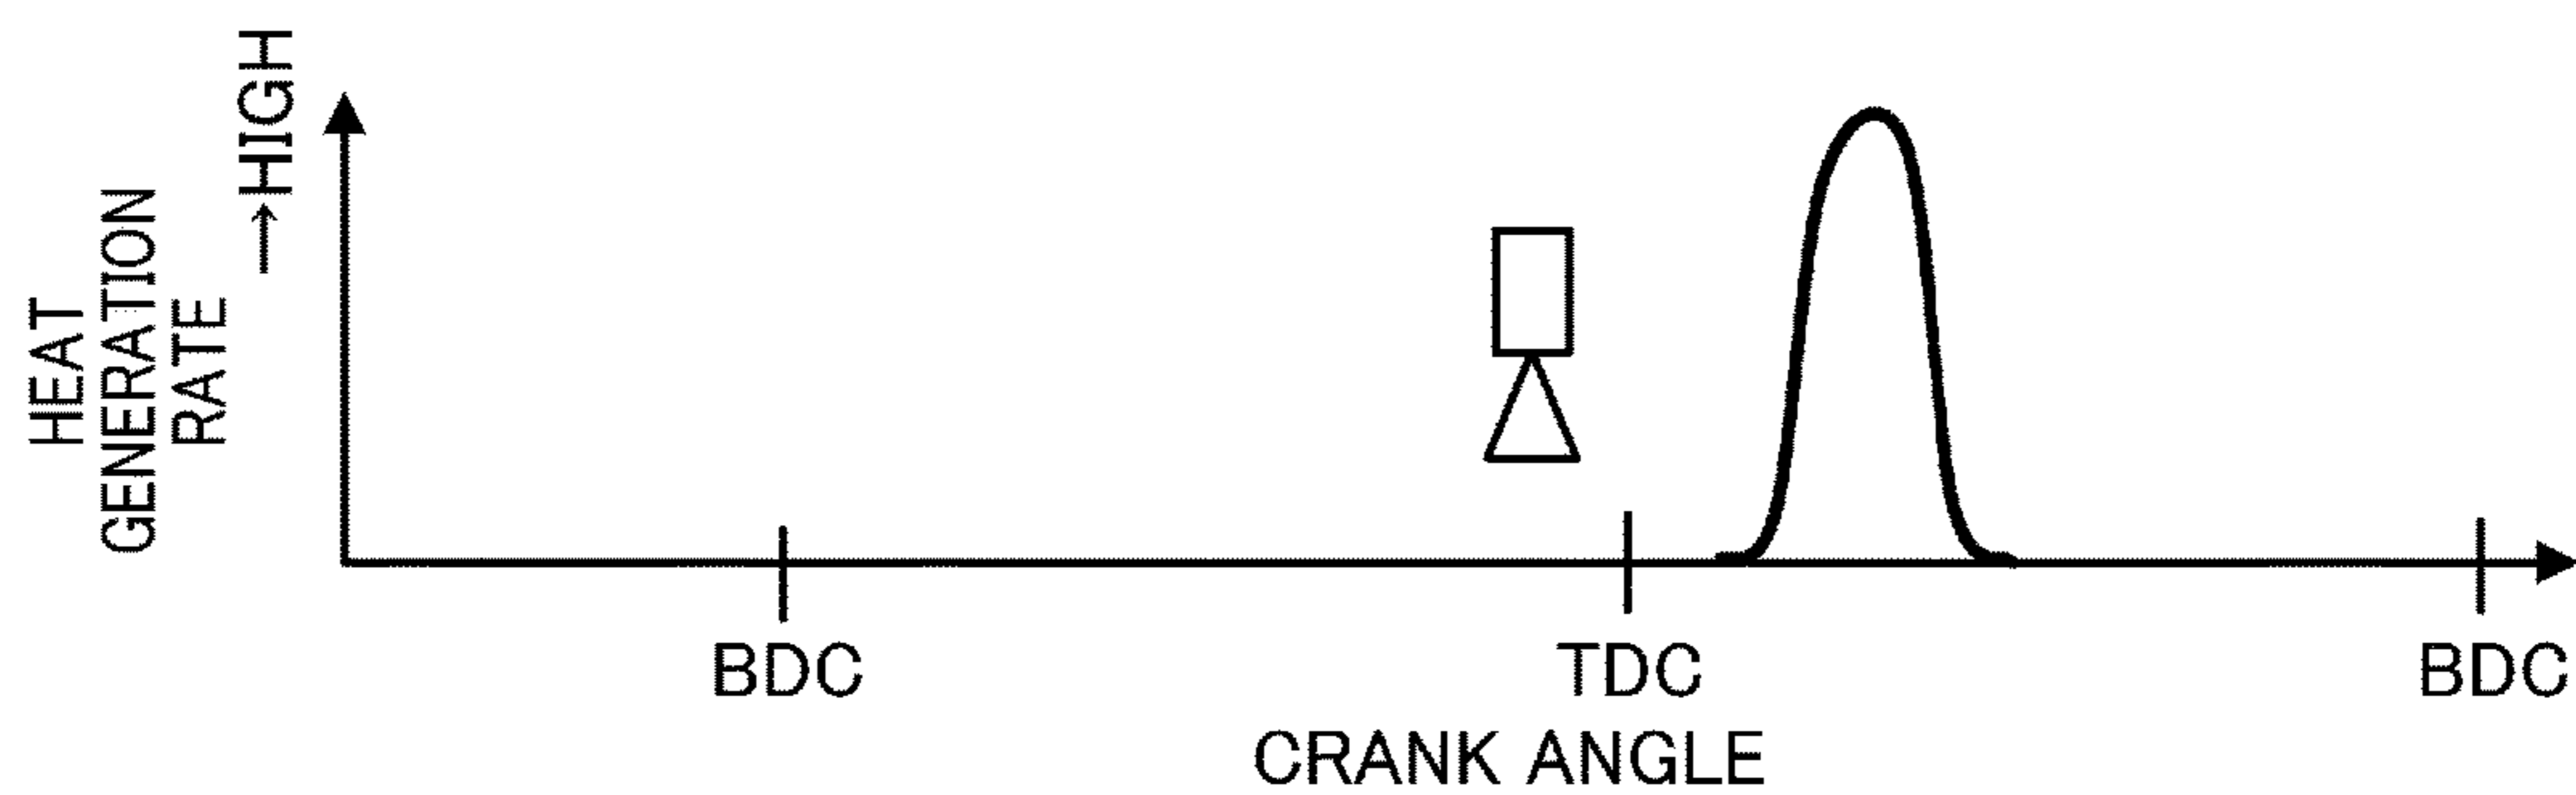 HEAT
GENERATION
RATE
→HIGH
BDC
TDC
BDC
CRANK ANGLE